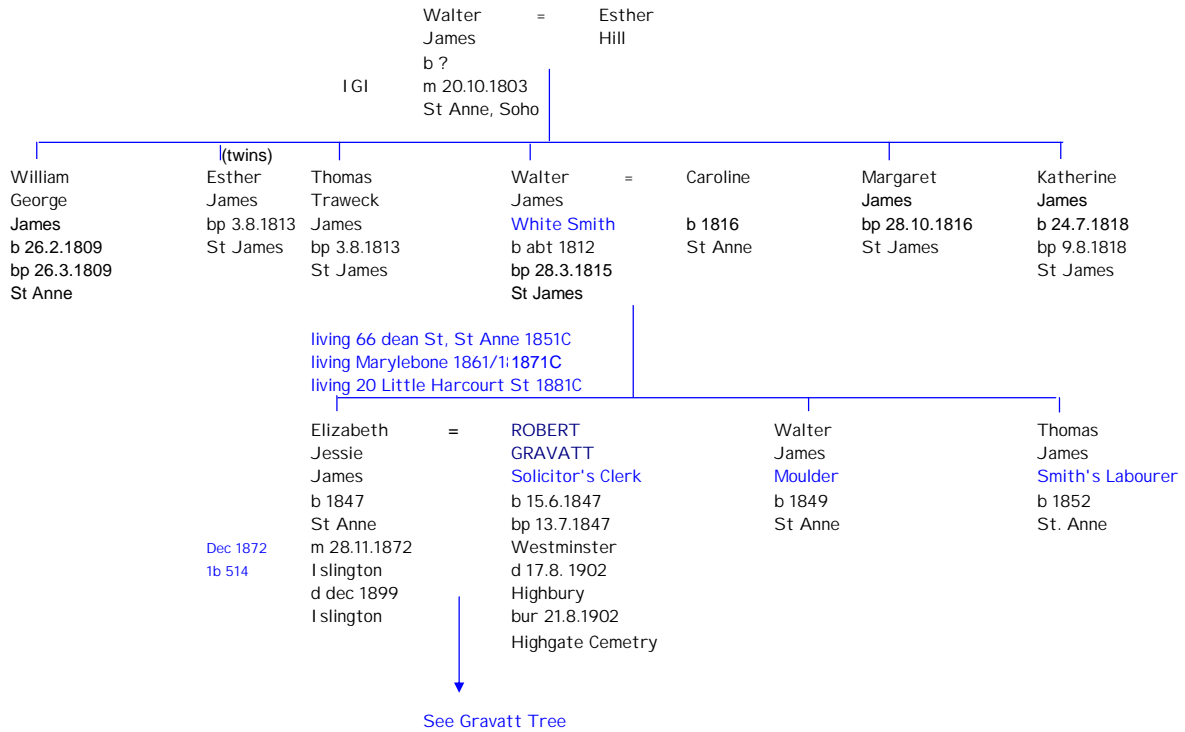 Walter = Esther
James Hill
b ?
IGI m 20.10.1803
St Anne, Soho
(twins)
William Esther Thomas Walter = Caroline Margaret Katherine
George James Traweck James James James
James bp 3.8.1813 James White Smith b 1816 bp 28.10.1816 b 24.7.1818
b 26.2.1809 St James bp 3.8.1813 b abt 1812 St Anne St James bp 9.8.1818
bp 26.3.1809 St James bp 28.3.1815 St James
St Anne St James
living 66 dean St, St Anne 1851C
living Marylebone 1861/1871C
living 20 Little Harcourt St 1881C
Elizabeth = ROBERT Walter Thomas
Jessie GRAVATT James James
James Solicitor's Clerk Moulder Smith's Labourer
b 1847 b 15.6.1847 b 1849 b 1852
St Anne bp 13.7.1847 St Anne St. Anne
Dec 1872 m 28.11.1872 Westminster
1b 514 Islington d 17.8. 1902
d dec 1899 Highbury
Islington bur 21.8.1902
Highgate Cemetry
See Gravatt Tree